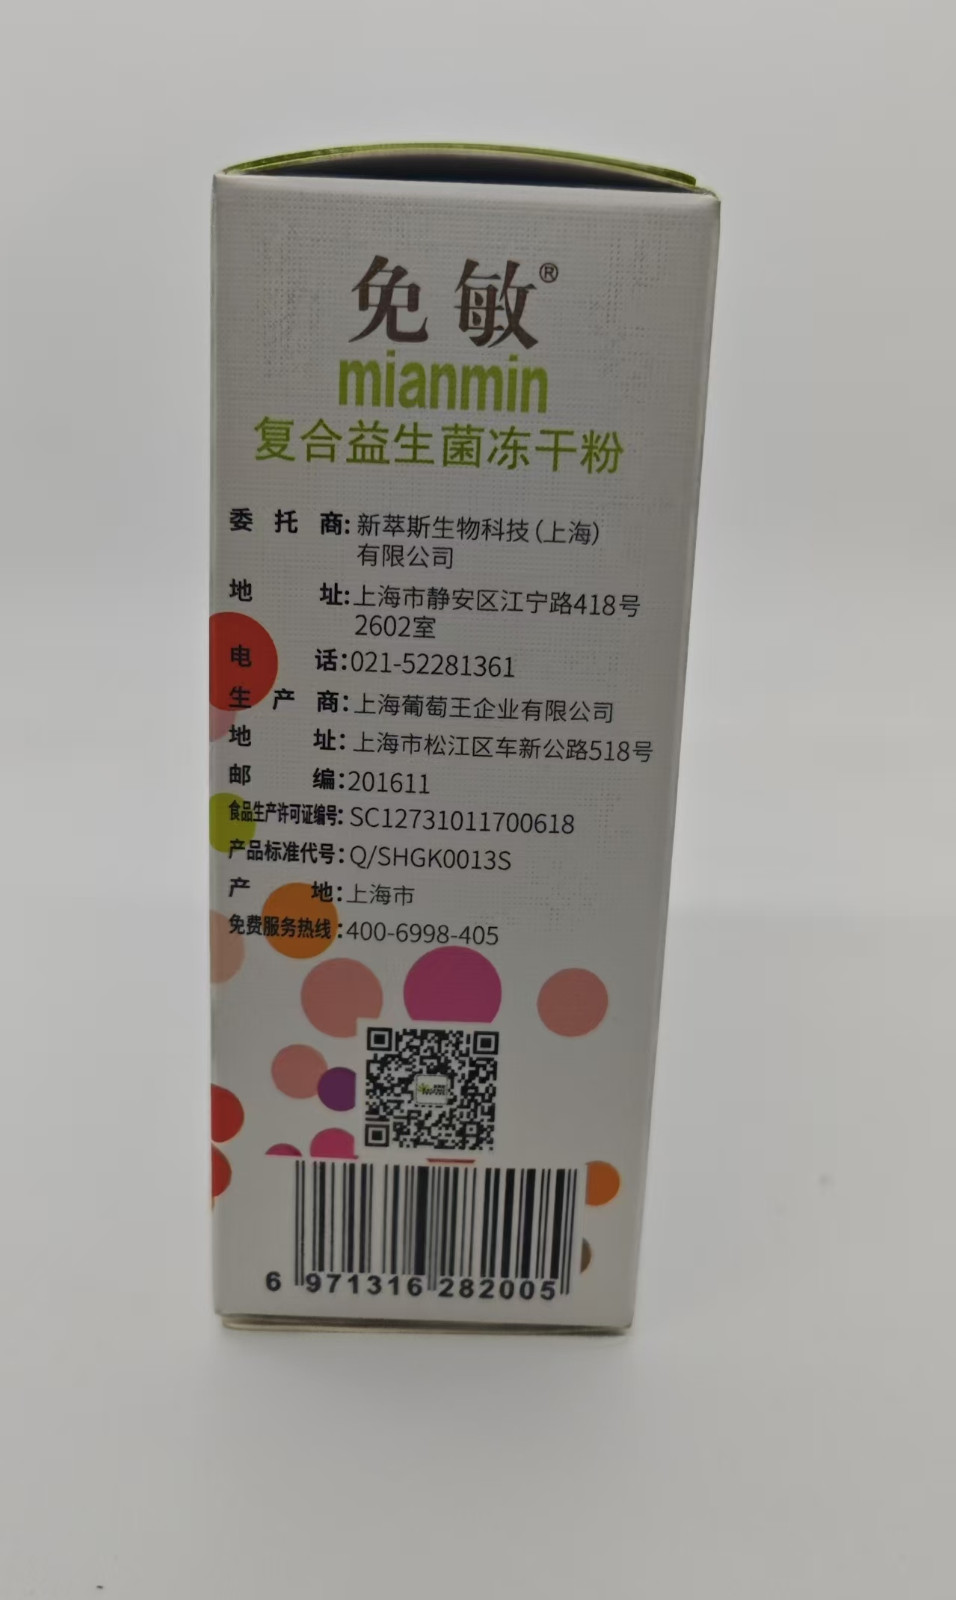 免敏®
mianmin
复合益生菌冻干粉
委托商:新萃斯生物科技(上海)
有限公司
地址:上海市静安区江宁路418号
2602室
电话:021-52281361
生产商:上海葡萄王企业有限公司
地址:上海市松江区车新公路518号
邮编:201611
食品生产许可证编号:SC12731011700618
产品标准代号:Q/SHGK0013S
产地:上海市
免费服务热线:400-6998-405
6 971316 282005